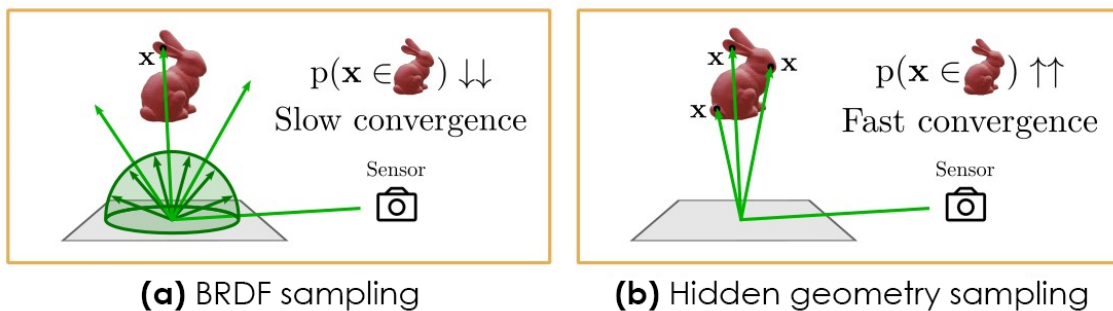 x
p(x ∈ ) ↓↓
Slow convergence
Sensor
(a) BRDF sampling
x
x
x
p(x ∈ ) ↑↑
Fast convergence
Sensor
(b) Hidden geometry sampling